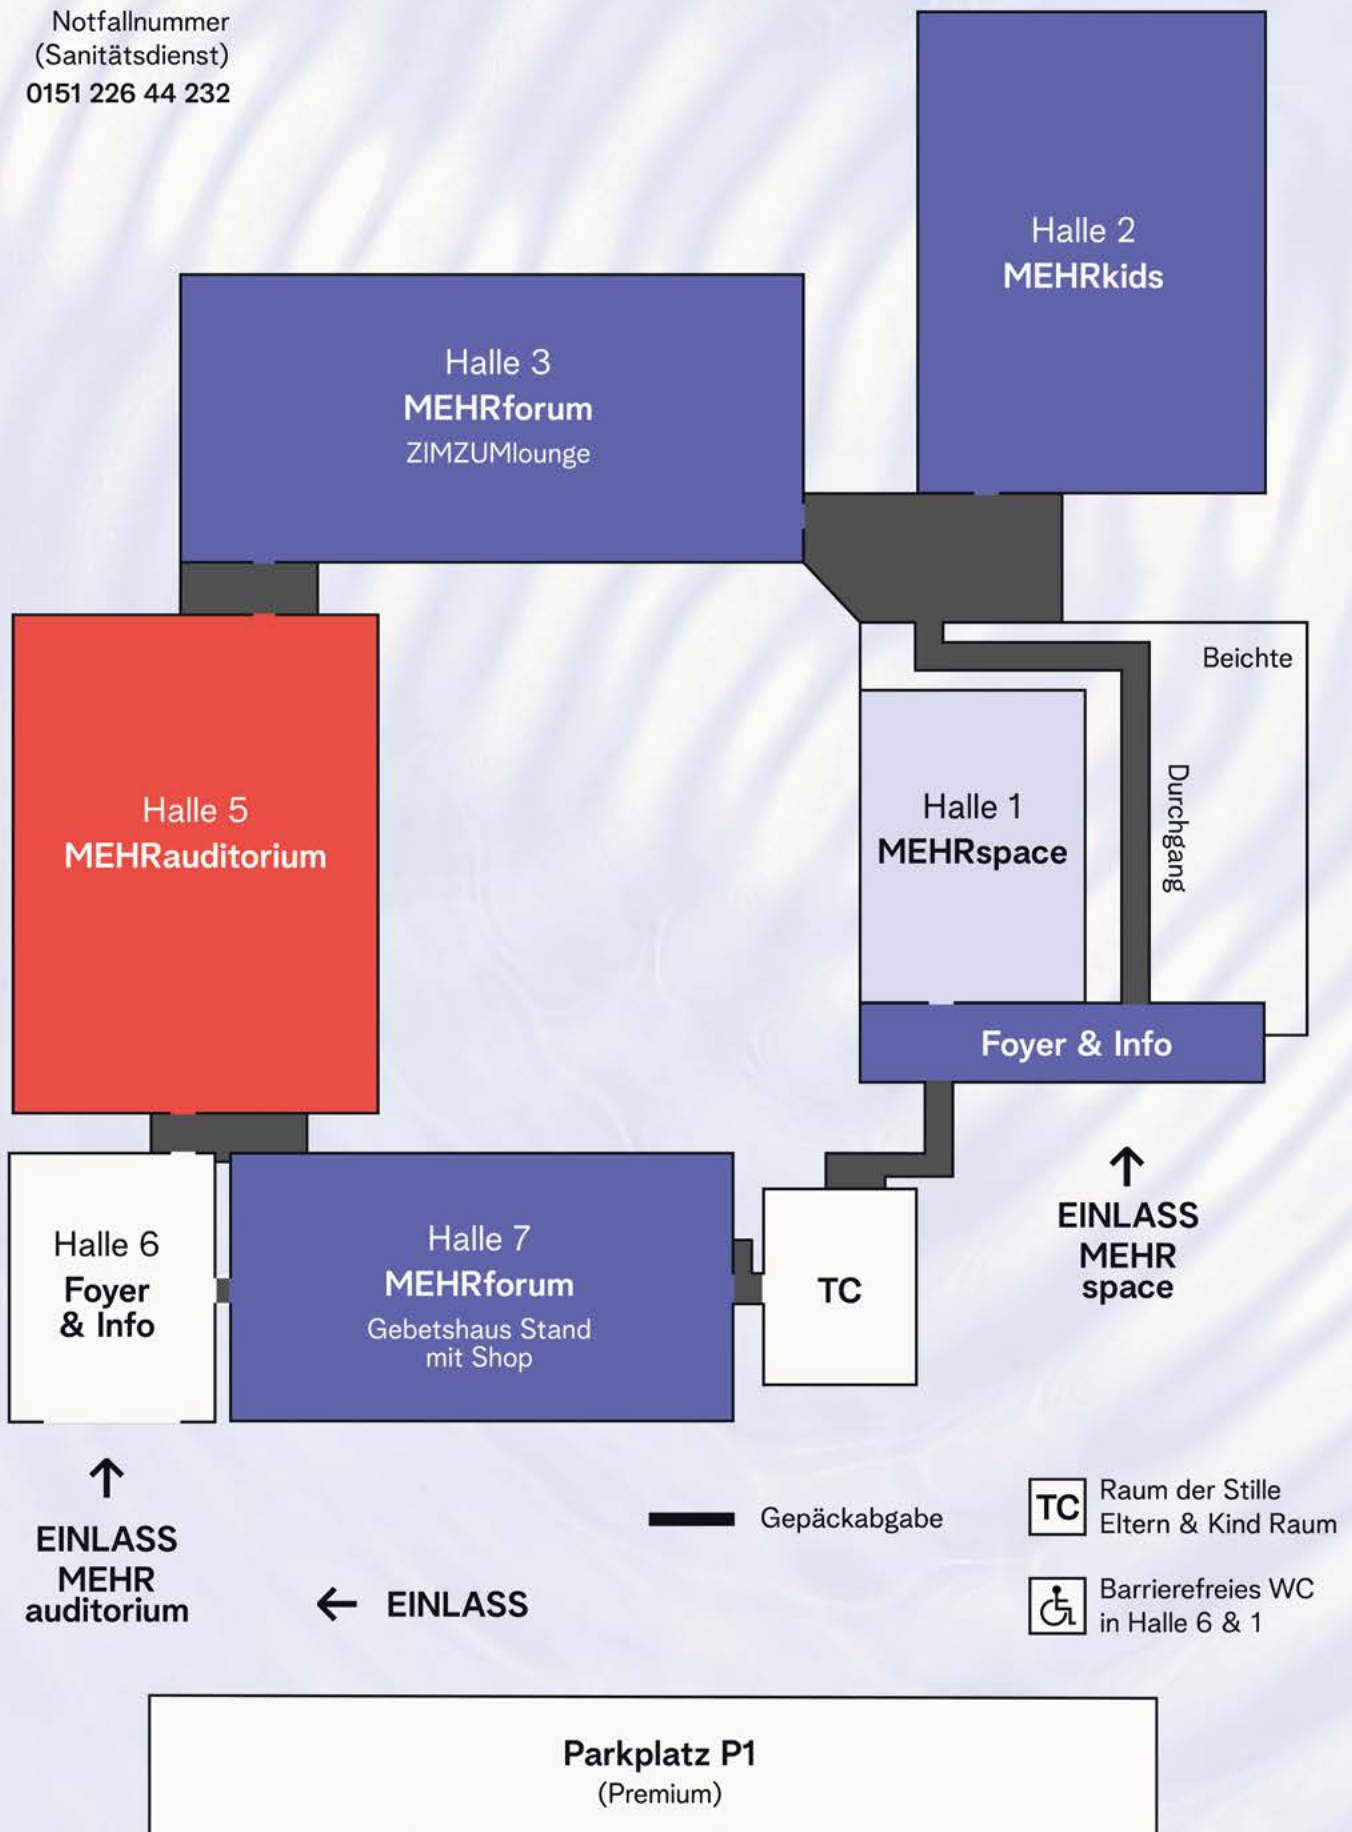 Notfallnummer
(Sanitätsdienst)
0151 226 44 232
Halle 2
MEHRkids
Halle 3
MEHRforum
ZIMZUMlounge
Beichte
Durchgang
Halle 5
MEHRauditorium
Halle 1
MEHRspace
Foyer & Info
EINLASS
MEHR
space
Halle 6
Foyer
& Info
Halle 7
MEHRforum
Gebetshaus Stand
mit Shop
TC
EINLASS
MEHR
auditorium
← EINLASS
Gepäckabgabe
TC
Raum der Stille
Eltern & Kind Raum
Barrierefreies WC
in Halle 6 & 1
Parkplatz P1
(Premium)